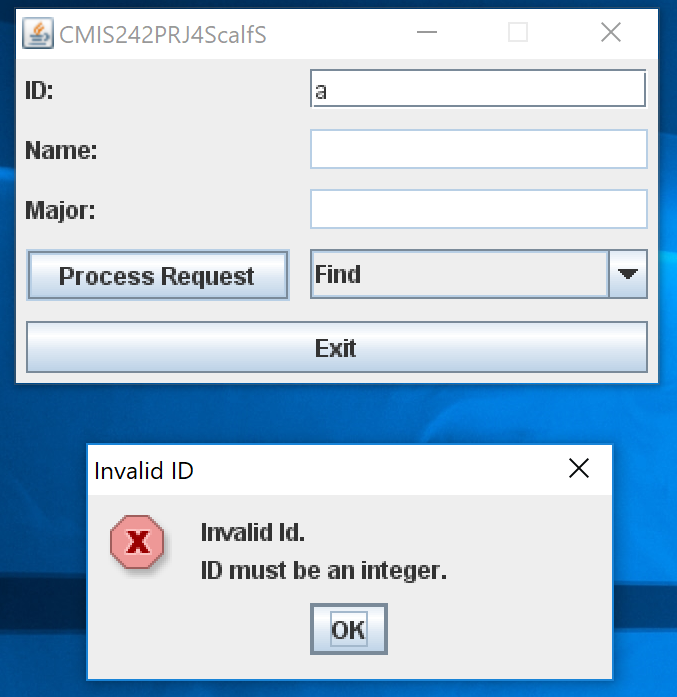 CMIS242PRJ4ScalfS
ID:
a
Name:
Major:
Process Request
Find
Exit
Invalid ID
X
Invalid Id.
ID must be an integer.
OK